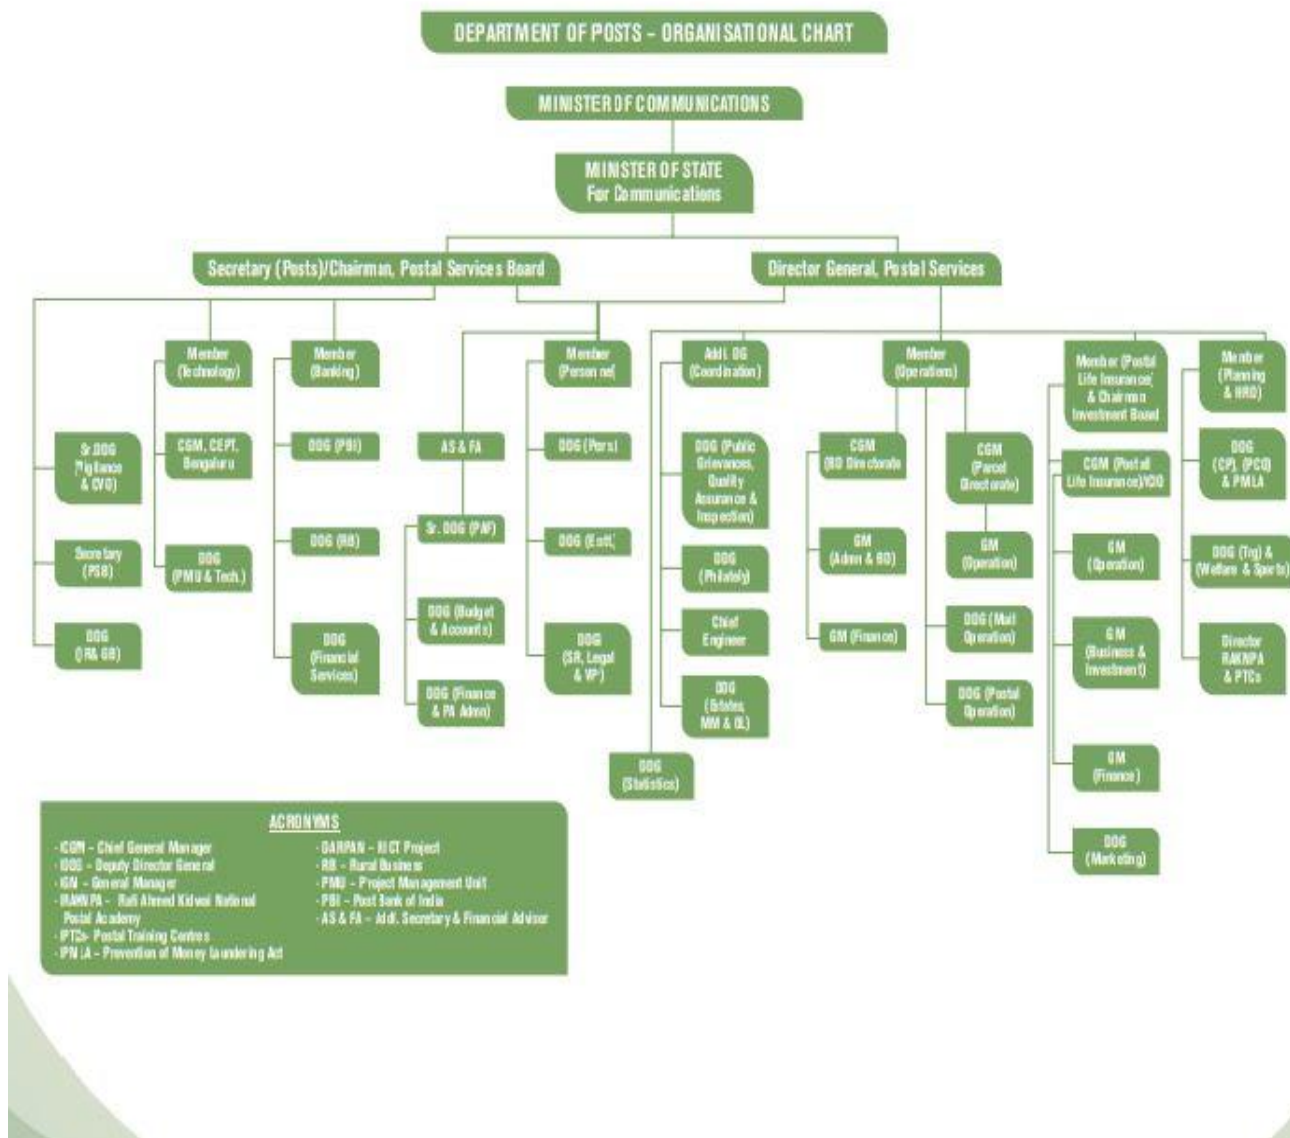 DEPARTMENT OF POSTS – ORGANISATIONAL CHART
MINISTER OF COMMUNICATIONS
MINISTER OF STATE
For Communications
Secretary (Posts)/Chairman, Postal Services Board
Director General, Postal Services
Member
(Technology)
Member
(Banking)
Member
(Personnel
Addl. DG
(Coordination)
Member
(Operations)
Member (Postal
Life Insurance(
& Chairman
Investment Board
Member
(Planning
& HRD)
Sr. DDG
(Vigilance
& CVO)
CGM, CEPT,
Bengaluru
DDG (PBI)
AS & FA
DDG (Pers)
DDG (Public
Grievances,
Quality
Assurance &
Inspection)
CGM
(BD Directorate
CGM
(Parcel
Directorate)
CGM (Postal
Life Insurance)
DDG
(CP), (PCO)
& PMLA
Secretary
(PSB)
DDG
(PMU & Tech.)
DDG (RB)
Sr. DDG (PAF)
DDG (Estt.)
DDG
(Philately)
GM
(Admn & BD)
GM
(Operation)
GM
(Operation)
DDG (Trg) &
(Welfare & Sports)
DDG
(IR& GB)
DDG
(Financial
Services)
DDG (Budget
& Accounts)
DDG
(SR, Legal
& VP)
Chief
Engineer
GM (Finance)
DDG (Mail
Operation)
GM
(Business &
Investment)
Director
RAKNPA
& PTCs
DDG (Finance
& PA Admn)
DDG
(Estates,
MM & OL)
DDG (Postal
Operation)
DDG
(Statistics)
GM
(Finance)
DDG
(Marketing)
ACRONYMS
CGM – Chief General Manager
DDG – Deputy Director General
GM – General Manager
RAKNPA – Rafi Ahmed Kidwai National
Postal Academy
PTCs- Postal Training Centres
PMLA – Prevention of Money Laundering Act
DARPAN – RICT Project
RB – Rural Business
PMU – Project Management Unit
PBI – Post Bank of India
AS & FA – Addl. Secretary & Financial Advisor